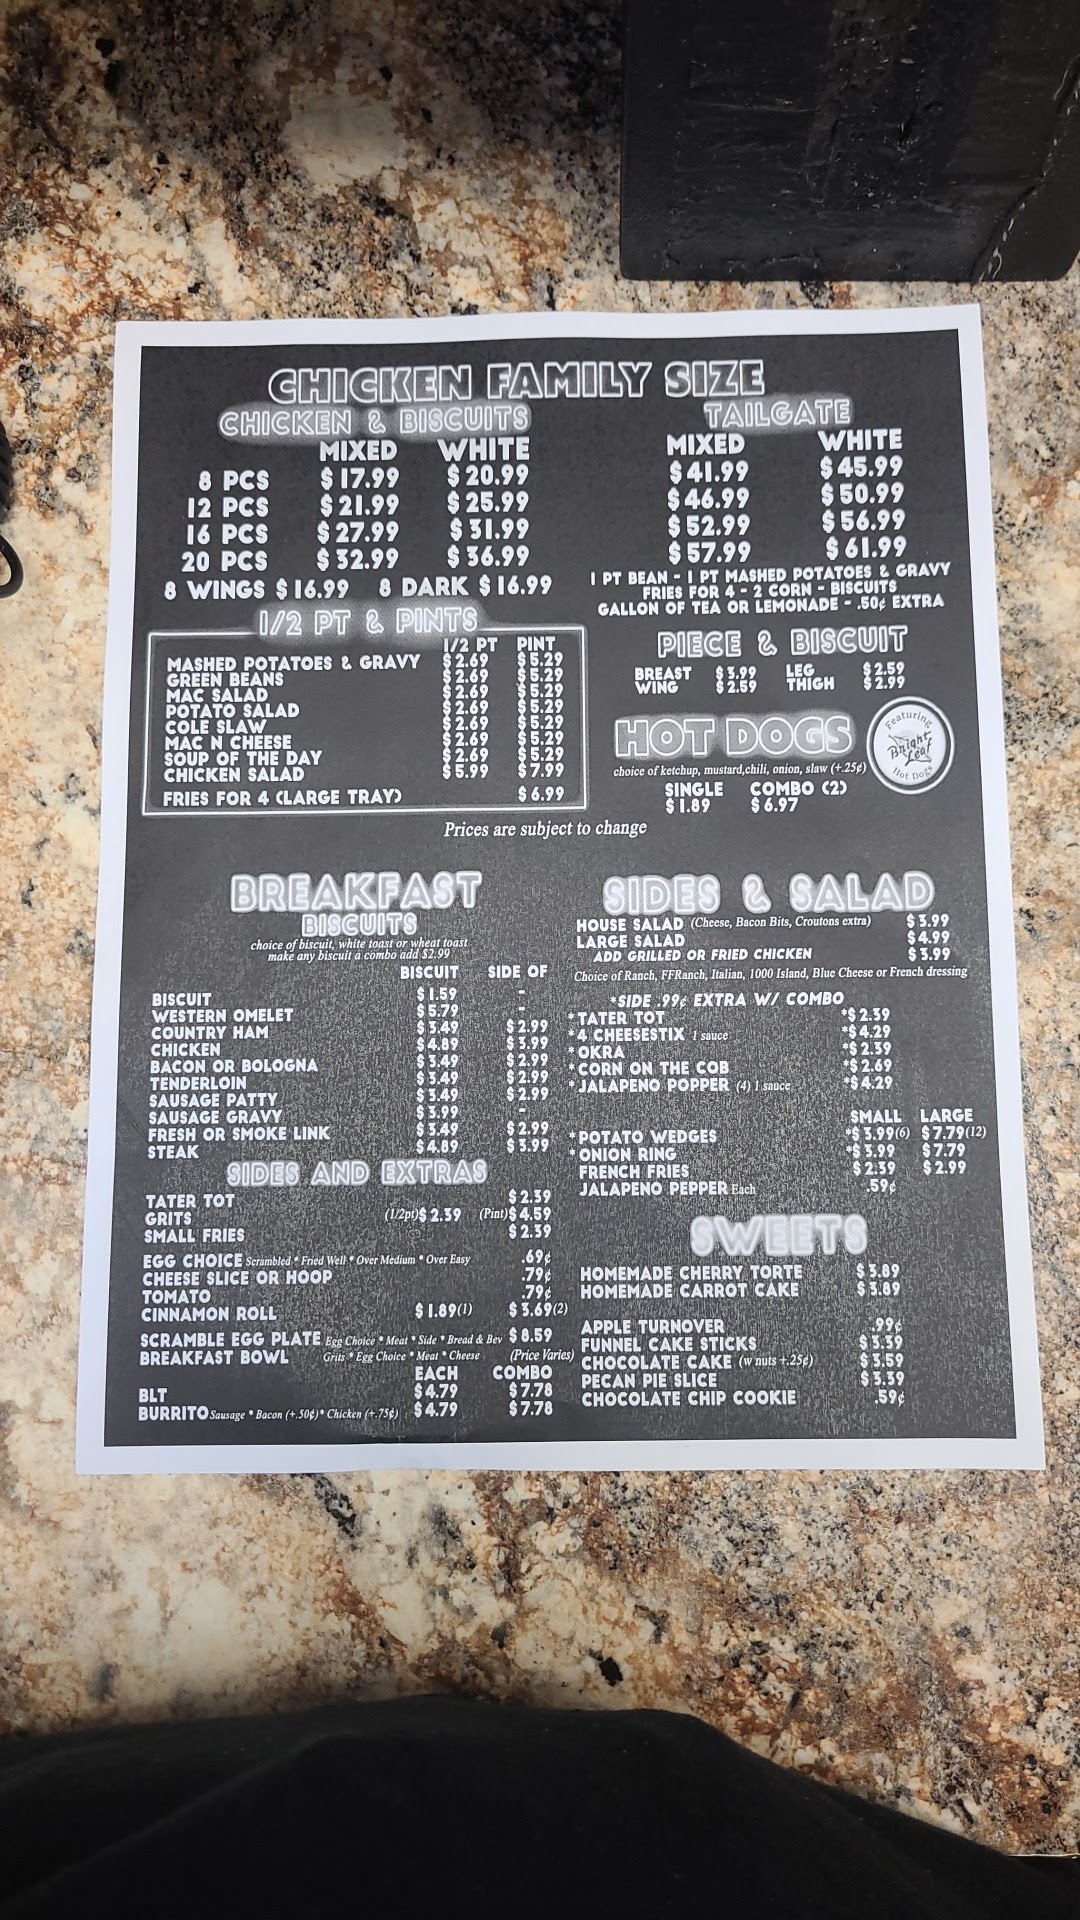 CHICKEN FAMILY SIZE
CHICKEN & BISCUITS
MIXED WHITE
8 PCS $17.99 $20.99
12 PCS $21.99 $25.99
16 PCS $27.99 $31.99
20 PCS $32.99 $36.99
8 WINGS $16.99 8 DARK $16.99
TAILGATE
MIXED WHITE
$41.99 $45.99
$46.99 $50.99
$52.99 $56.99
$57.99 $61.99
1 PT BEAN - 1 PT MASHED POTATOES & GRAVY
FRIES FOR 4 - 2 CORN - BISCUITS
GALLON OF TEA OR LEMONADE - .50¢ EXTRA
1/2 PT & PINTS
1/2 PT PINT
MASHED POTATOES & GRAVY $2.69 $5.29
GREEN BEANS $2.69 $5.29
MAC SALAD $2.69 $5.29
POTATO SALAD $2.69 $5.29
COLE SLAW $2.69 $5.29
MAC N CHEESE $2.69 $5.29
SOUP OF THE DAY $2.69 $5.29
CHICKEN SALAD $5.99 $7.99
FRIES FOR 4 (LARGE TRAY) $6.99
PIECE & BISCUIT
BREAST $3.99 LEG $2.59
WING $2.59 THIGH $2.99
HOT DOGS
Featuring
Bright
Leaf
Hot Dogs
choice of ketchup, mustard,chili, onion, slaw (+.25¢)
SINGLE COMBO (2)
$1.89 $6.97
Prices are subject to change
BREAKFAST
BISCUITS
choice of biscuit, white toast or wheat toast
make any biscuit a combo add $2.99
BISCUIT SIDE OF
BISCUIT $1.59 -
WESTERN OMELET $5.79 -
COUNTRY HAM $3.49 $2.99
CHICKEN $4.89 $3.99
BACON OR BOLOGNA $3.49 $2.99
TENDERLOIN $3.49 $2.99
SAUSAGE PATTY $3.49 $2.99
SAUSAGE GRAVY $3.99 -
FRESH OR SMOKE LINK $3.49 $2.99
STEAK $4.89 $3.99
SIDES AND EXTRAS
TATER TOT $2.39
GRITS (1/2pt)$2.39 (Pint)$4.59
SMALL FRIES $2.39
EGG CHOICE Scrambled * Fried Well * Over Medium * Over Easy .69¢
CHEESE SLICE OR HOOP .79¢
TOMATO .79¢
CINNAMON ROLL $1.89(1) $3.69(2)
SCRAMBLE EGG PLATE Egg Choice * Meat * Side * Bread & Bev $8.59
BREAKFAST BOWL Grits * Egg Choice * Meat * Cheese (Price Varies)
EACH COMBO
BLT $4.79 $7.78
BURRITO Sausage * Bacon (+.50¢)* Chicken (+.75¢) $4.79 $7.78
SIDES & SALAD
HOUSE SALAD (Cheese, Bacon Bits, Croutons extra) $3.99
LARGE SALAD $4.99
ADD GRILLED OR FRIED CHICKEN $3.99
Choice of Ranch, FFRanch, Italian, 1000 Island, Blue Cheese or French dressing
*SIDE .99¢ EXTRA W/ COMBO
*TATER TOT *$2.39
*4 CHEESESTIX 1 sauce *$4.29
*OKRA *$2.39
*CORN ON THE COB *$2.69
*JALAPENO POPPER (4) 1 sauce *$4.29
SMALL LARGE
*POTATO WEDGES *$3.99(6) $7.79(12)
*ONION RING *$3.99 $7.79
FRENCH FRIES $2.39 $2.99
JALAPENO PEPPER Each .59¢
SWEETS
HOMEMADE CHERRY TORTE $3.89
HOMEMADE CARROT CAKE $3.89
APPLE TURNOVER .99¢
FUNNEL CAKE STICKS $3.39
CHOCOLATE CAKE (w nuts +.25¢) $3.59
PECAN PIE SLICE $3.39
CHOCOLATE CHIP COOKIE .59¢